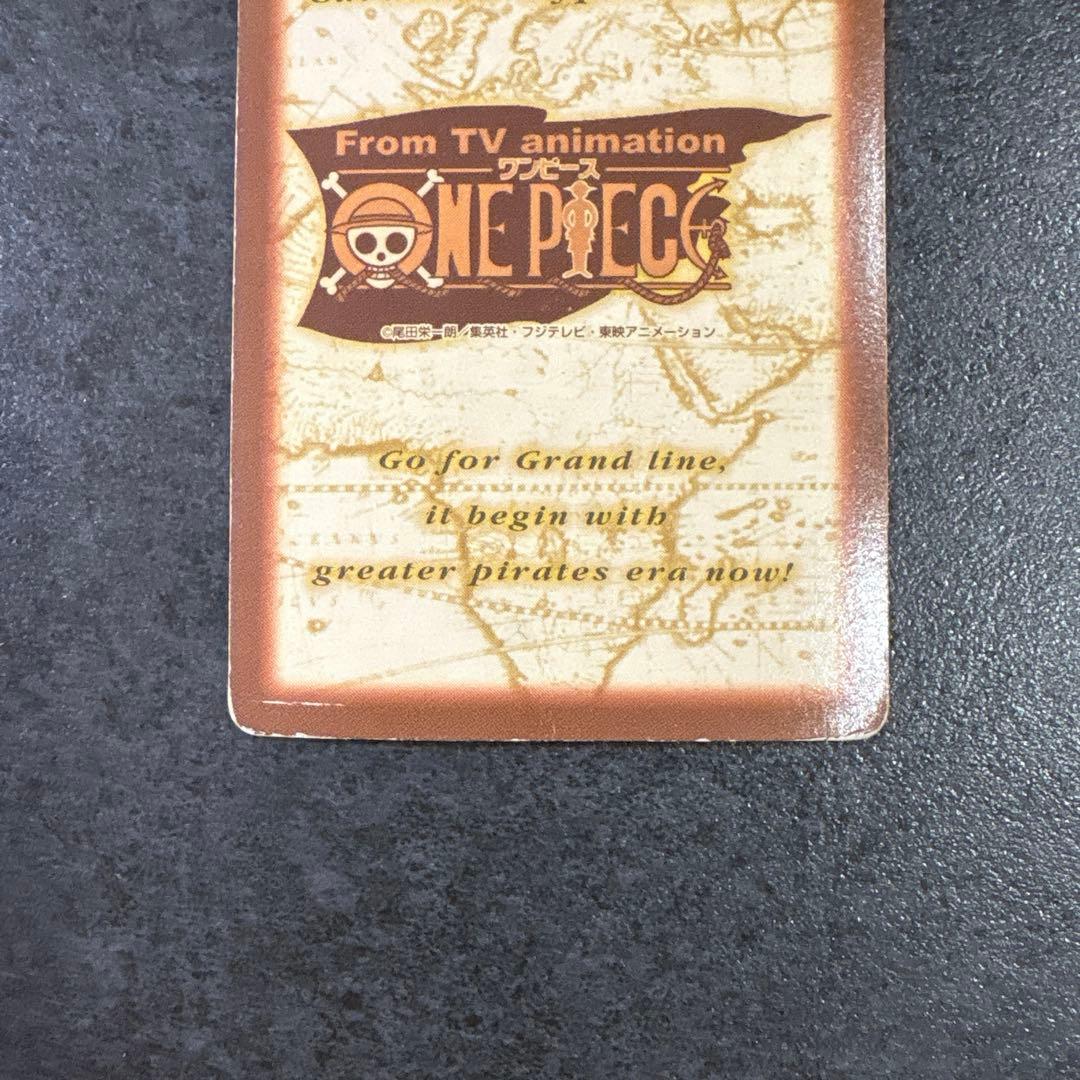 From TV animation
ワンピース
ONE PIECE
©尾田栄一郎/集英社・フジテレビ・東映アニメーション
Go for Grand line,
it begin with
greater pirates era now!